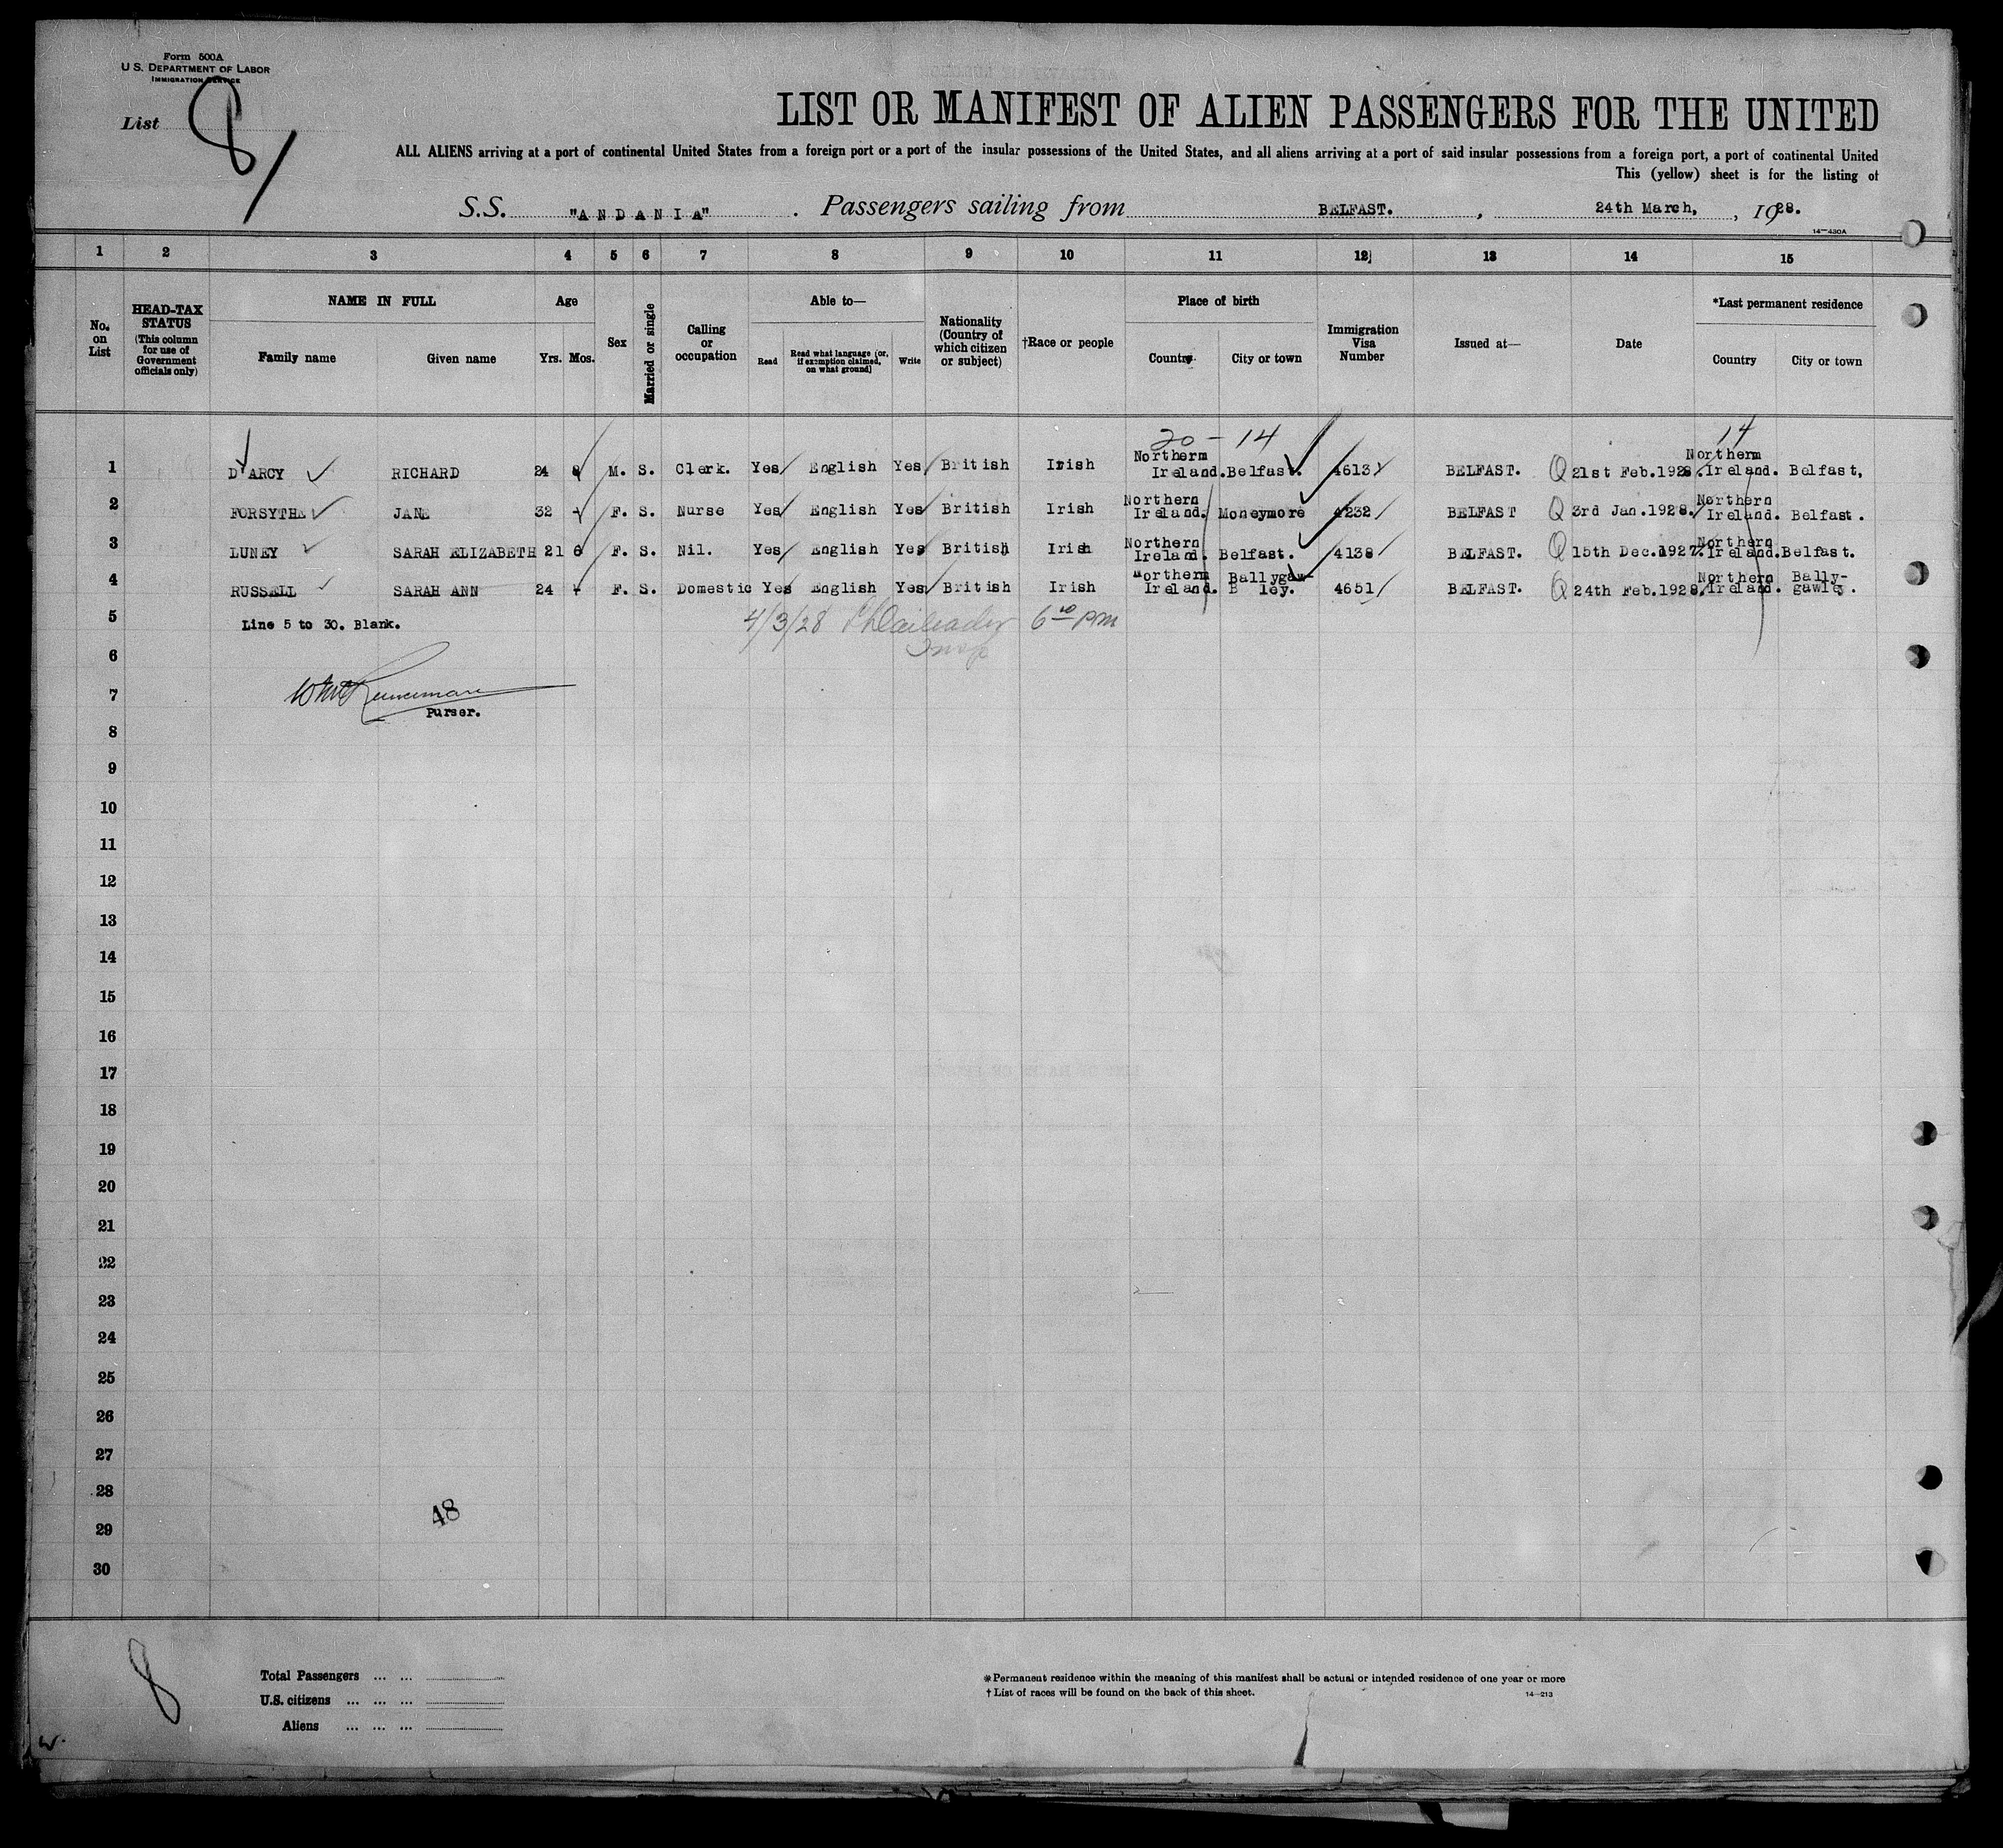 Form 500A
U.S. DEPARTMENT OF LABOR
IMMIGRATION SERVICE
List 8
LIST OR MANIFEST OF ALIEN PASSENGERS FOR THE UNITED
ALL ALIENS arriving at a port of continental United States from a foreign port or a port of the insular possessions of the United States, and all aliens arriving at a port of said insular possessions from a foreign port, a port of continental United
This (yellow) sheet is for the listing of
S.S. "ANDANIA" . Passengers sailing from BELFAST. , 24th March, , 1928.
14—430A
1 2 3 4 5 6 7 8 9 10 11 12 13 14 15
No. on List
HEAD-TAX STATUS (This column for use of Government officials only)
NAME IN FULL
Family name Given name
Age
Yrs. Mos.
Sex
Married or single
Calling or occupation
Able to—
Read Read what language (or, if exemption claimed, on what ground) Write
Nationality (Country of which citizen or subject)
†Race or people
Place of birth
Country City or town
Immigration Visa Number
Issued at—
Date
*Last permanent residence
Country City or town
20 - 14 14
1 D'ARCY RICHARD 24 M. S. Clerk. Yes English Yes British Irish Northern Ireland. Belfast. 4613 BELFAST. Q 21st Feb.1928. Northern Ireland. Belfast,
2 FORSYTHE JANE 32 F. S. Nurse Yes English Yes British Irish Northern Ireland. Moneymore 4232 BELFAST Q 3rd Jan.1928. Northern Ireland. Belfast.
3 LUNEY SARAH ELIZABETH 21 6 F. S. Nil. Yes English Yes British Irish Northern Ireland. Belfast. 4138 BELFAST. Q 15th Dec.1927. Northern Ireland. Belfast.
4 RUSSELL SARAH ANN 24 F. S. Domestic Yes English Yes British Irish Northern Ireland. Ballygaw- B ley. 4651 BELFAST. Q 24th Feb.1928. Northern Ireland. Bally- gawley.
5 Line 5 to 30. Blank. 4/3/28 6 10 PM
Insp
6
7
purser.
8
9
10
11
12
13
14
15
16
17
18
19
20
21
22
23
24
25
26
27
28
48
29
30
8
Total Passengers ... ...
U.S. citizens ... ... ...
Aliens ... ... ...
*Permanent residence within the meaning of this manifest shall be actual or intended residence of one year or more
†List of races will be found on the back of this sheet. 14—213
W.